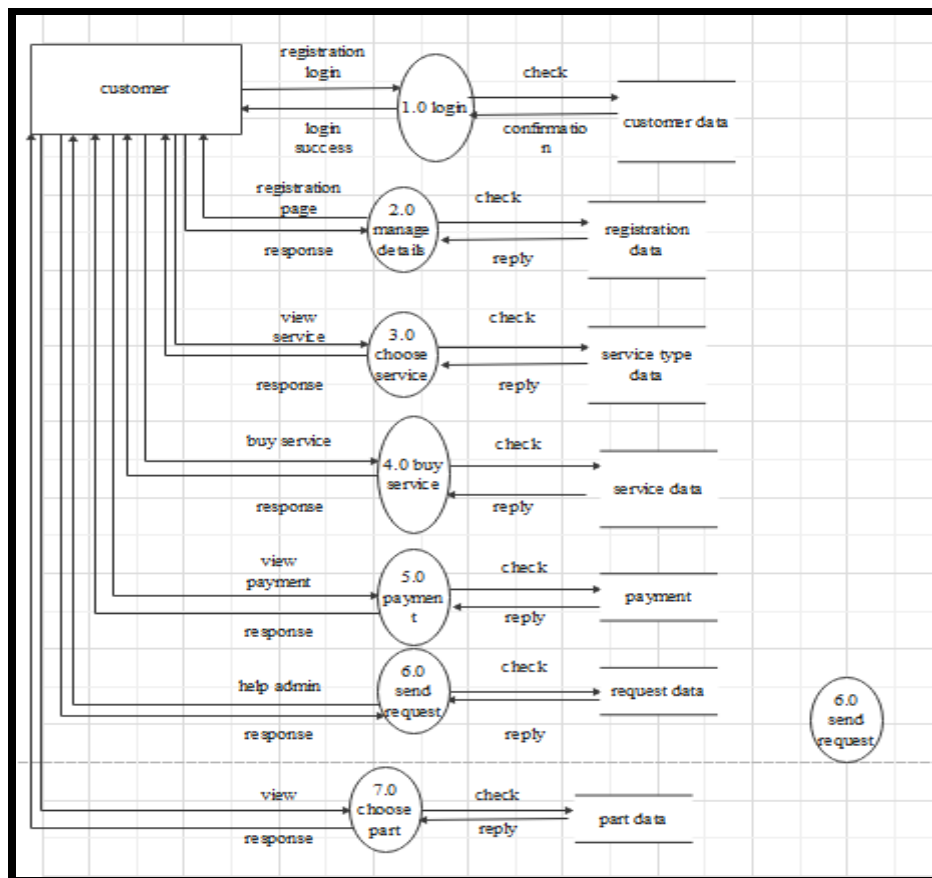 registration
login
customer
1.0 login
check
login
success
confirmatio
n
customer data
registration
page
2.0
manage
details
check
response
reply
registration
data
view
service
3.0
choose
service
check
response
reply
service type
data
buy service
4.0 buy
service
check
response
reply
service data
view
payment
5.0
paymen
t
check
response
reply
payment
help admin
6.0
send
request
check
response
reply
request data
6.0
send
request
view
7.0
choose
part
check
response
reply
part data